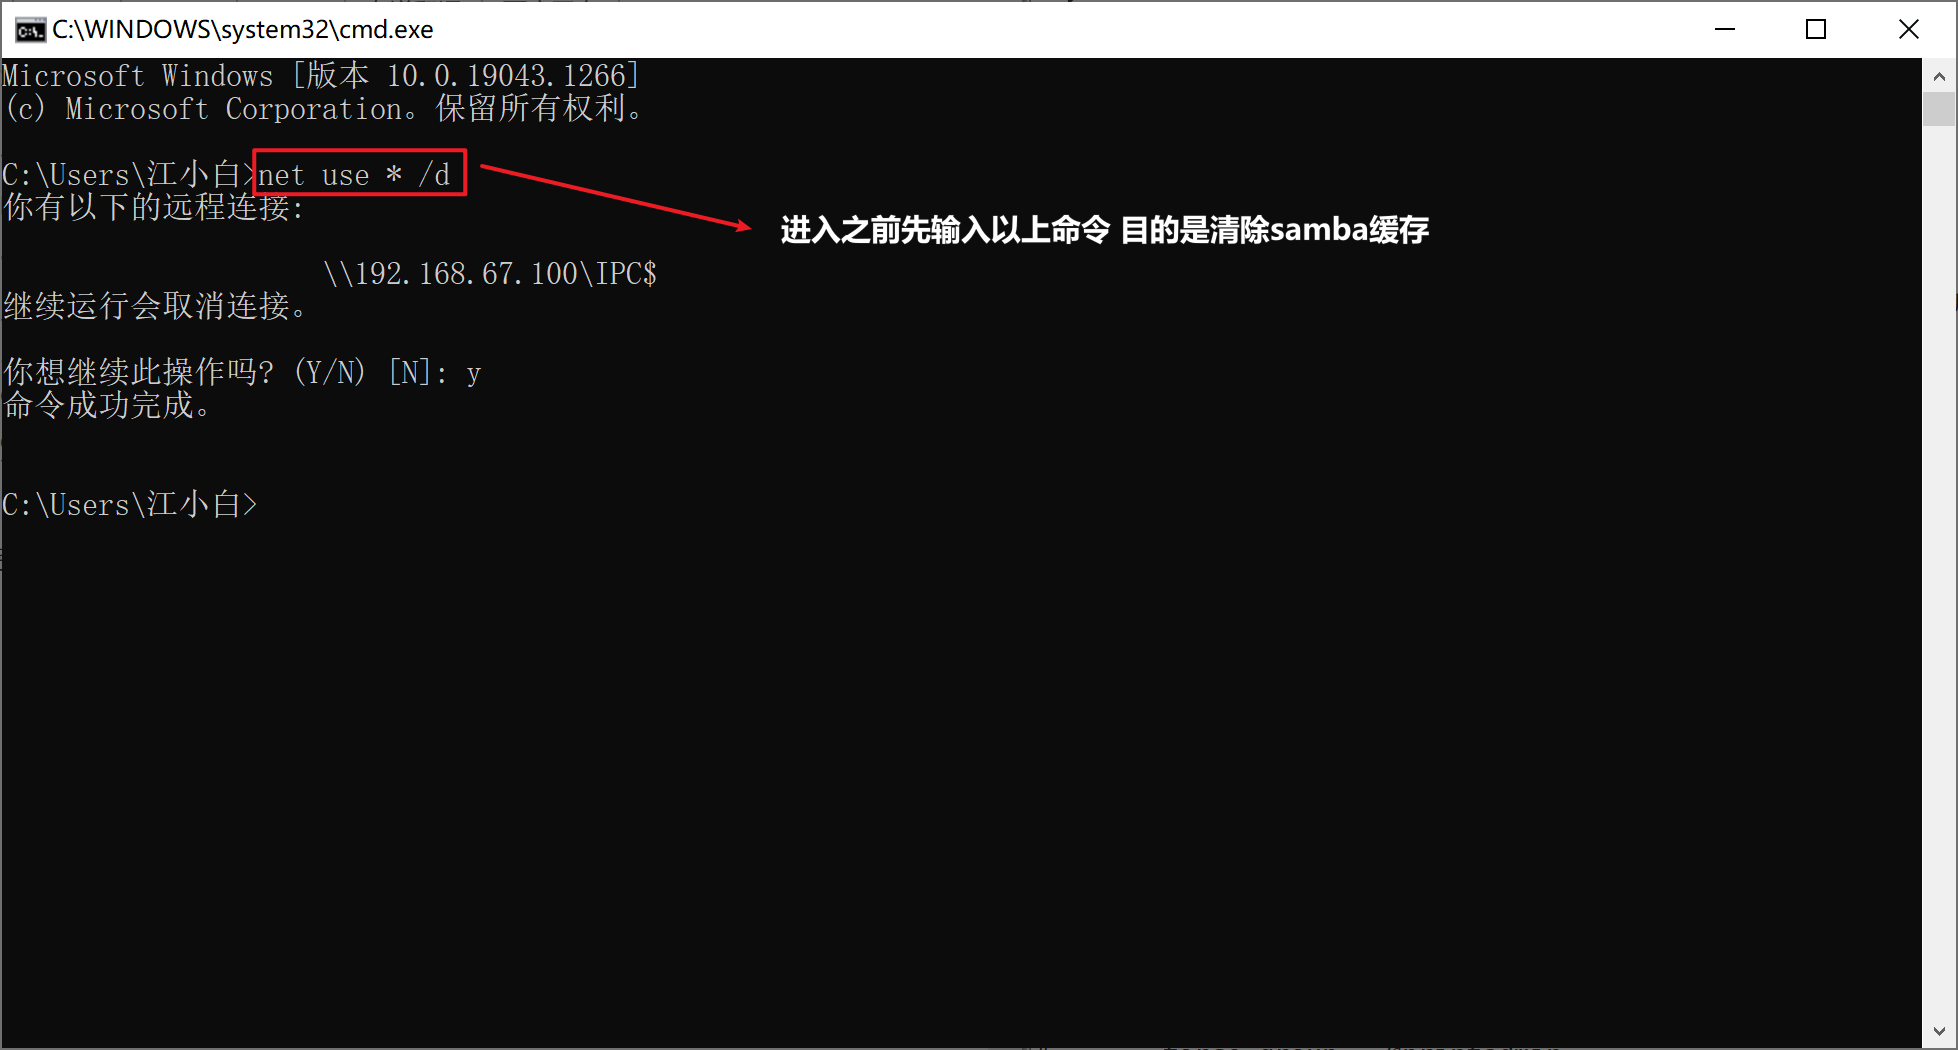 C:\WINDOWS\system32\cmd.exe
Microsoft Windows [版本 10.0.19043.1266]
(c) Microsoft Corporation。保留所有权利。
C:\Users\江小白>net use * /d
你有以下的远程连接:
进入之前先输入以上命令 目的是清除samba缓存
\\192.168.67.100\IPC$
继续运行会取消连接。
你想继续此操作吗? (Y/N) [N]: y
命令成功完成。
C:\Users\江小白>